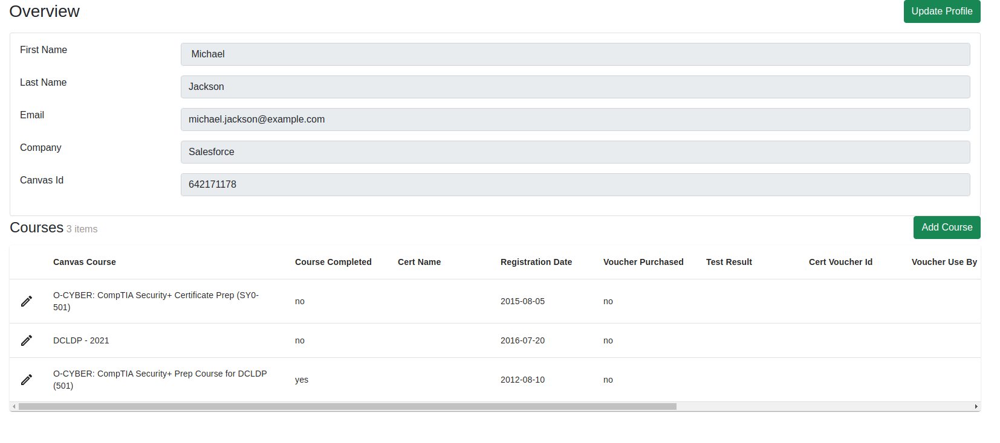 Overview
Update Profile
First Name
Michael
Last Name
Jackson
Email
michael.jackson@example.com
Company
Salesforce
Canvas Id
642171178
Courses 3 items
Add Course
Canvas Course Course Completed Cert Name Registration Date Voucher Purchased Test Result Cert Voucher Id Voucher Use By
O-CYBER: CompTIA Security+ Certificate Prep (SY0-
501)
no 2015-08-05 no
DCLDP - 2021 no 2016-07-20 no
O-CYBER: CompTIA Security+ Prep Course for DCLDP
(501)
yes 2012-08-10 no